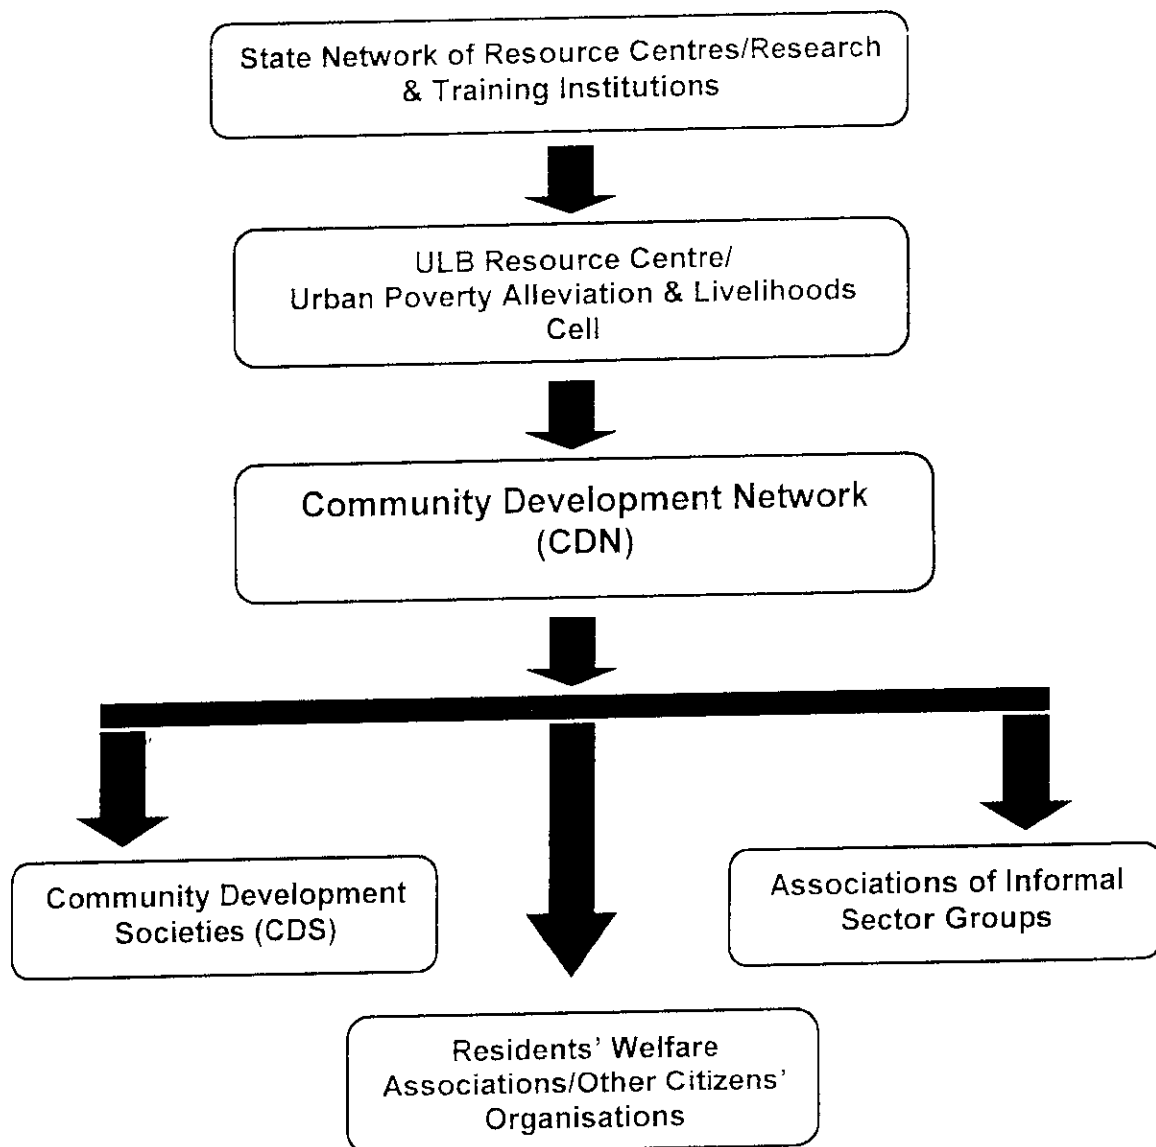 State Network of Resource Centres/Research
& Training Institutions
ULB Resource Centre/
Urban Poverty Alleviation & Livelihoods
Cell
Community Development Network
(CDN)
Community Development
Societies (CDS)
Associations of Informal
Sector Groups
Residents’ Welfare
Associations/Other Citizens’
Organisations